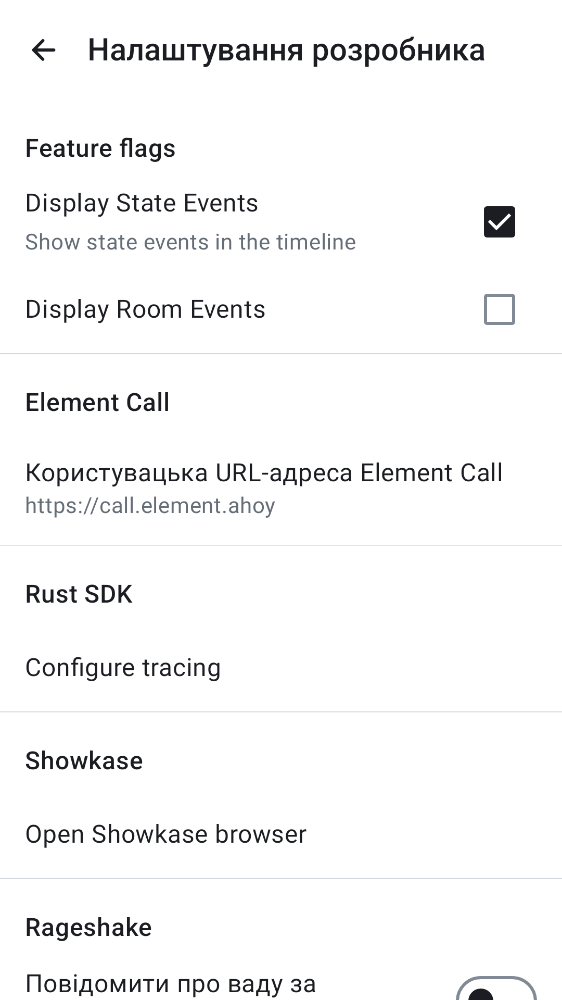 Налаштування розробника
Feature flags
Display State Events
Show state events in the timeline
Display Room Events
Element Call
Користувацька URL-адреса Element Call
https://call.element.ahoy
Rust SDK
Configure tracing
Showkase
Open Showkase browser
Rageshake
Повідомити про ваду за